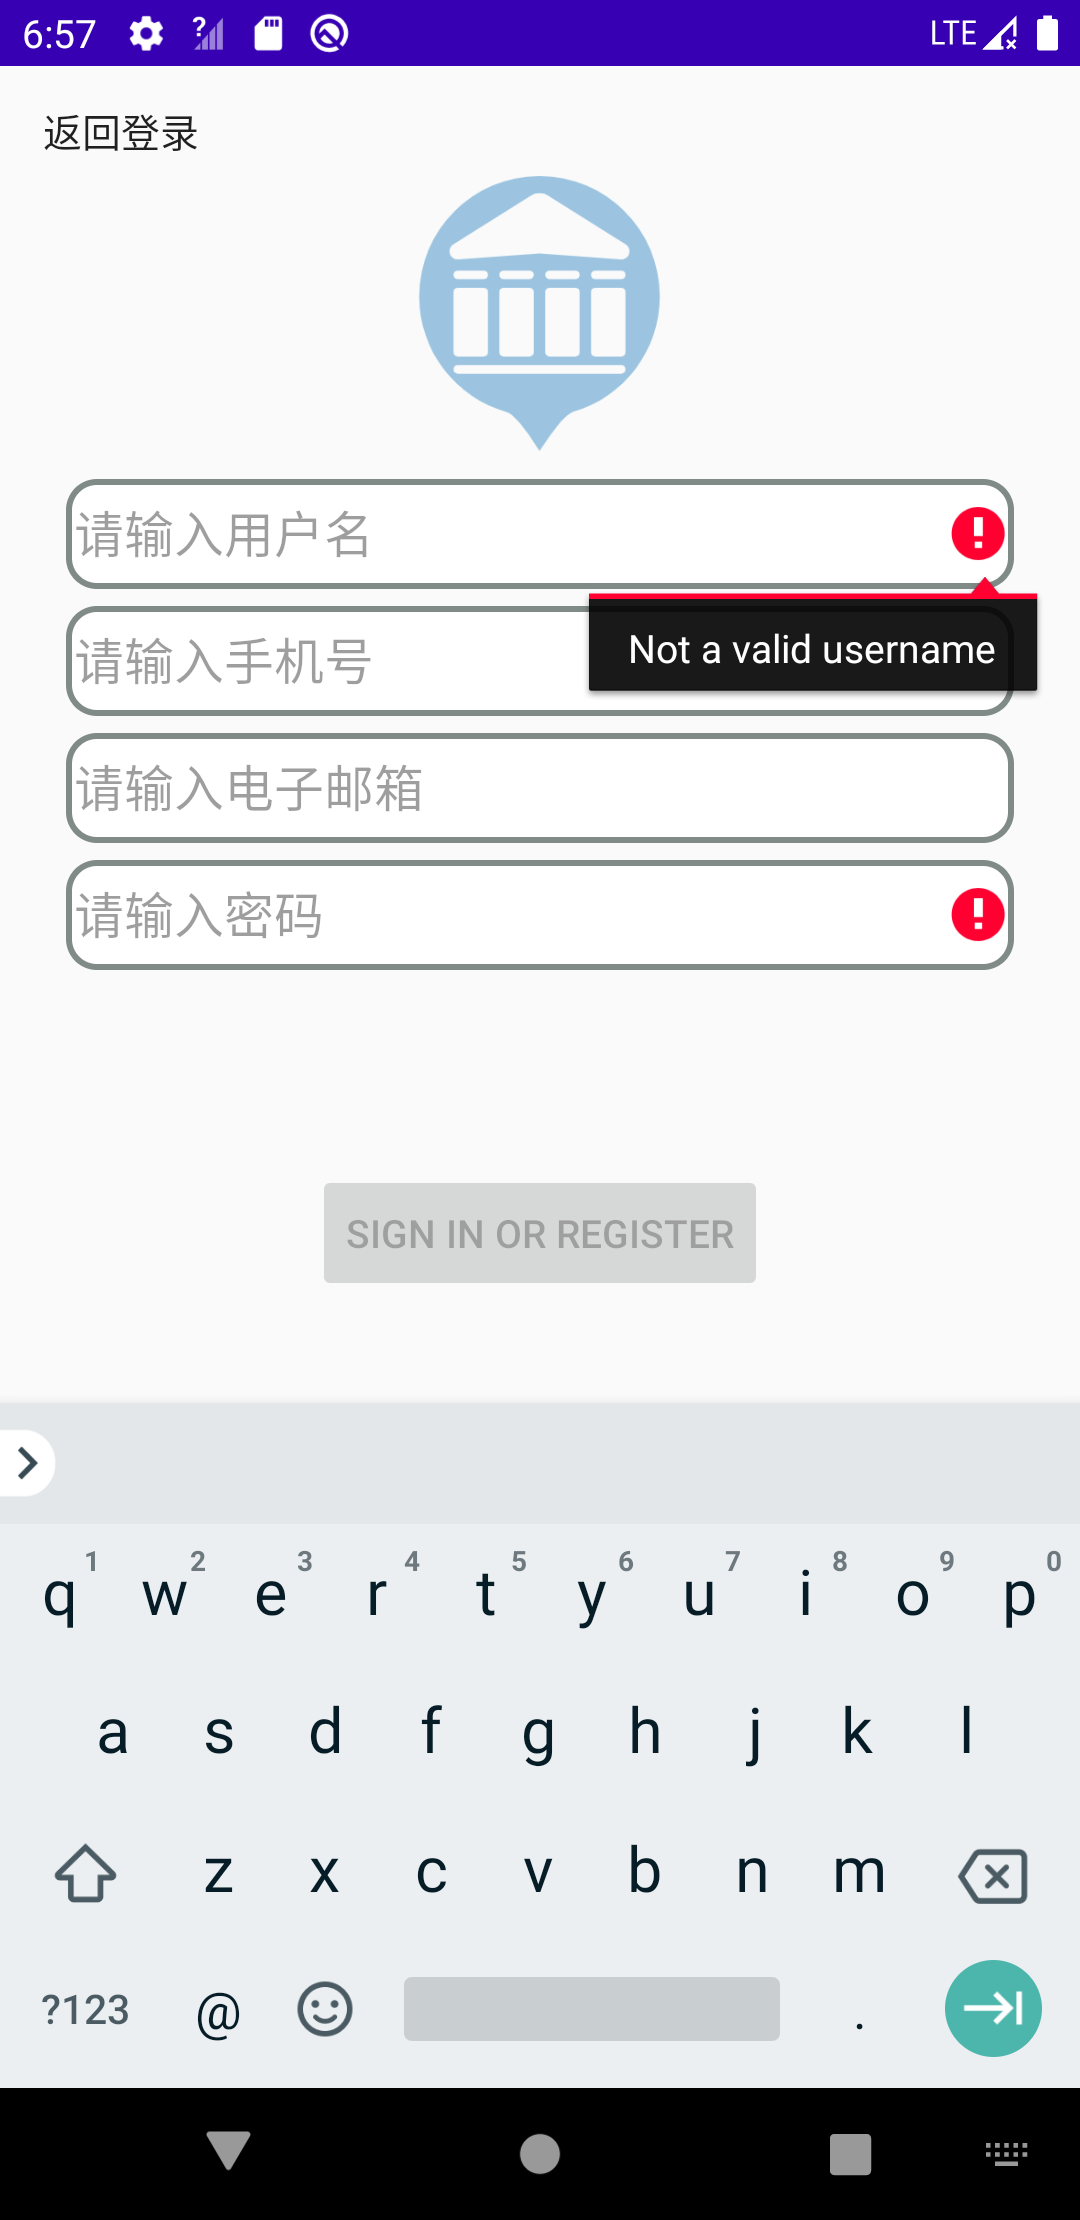 6:57 ? LTE
返回登录
请输入用户名
Not a valid username
请输入手机号
请输入电子邮箱
请输入密码
SIGN IN OR REGISTER
1 2 3 4 5 6 7 8 9 0
q w e r t y u i o p
a s d f g h j k l
z x c v b n m
?123 @ .